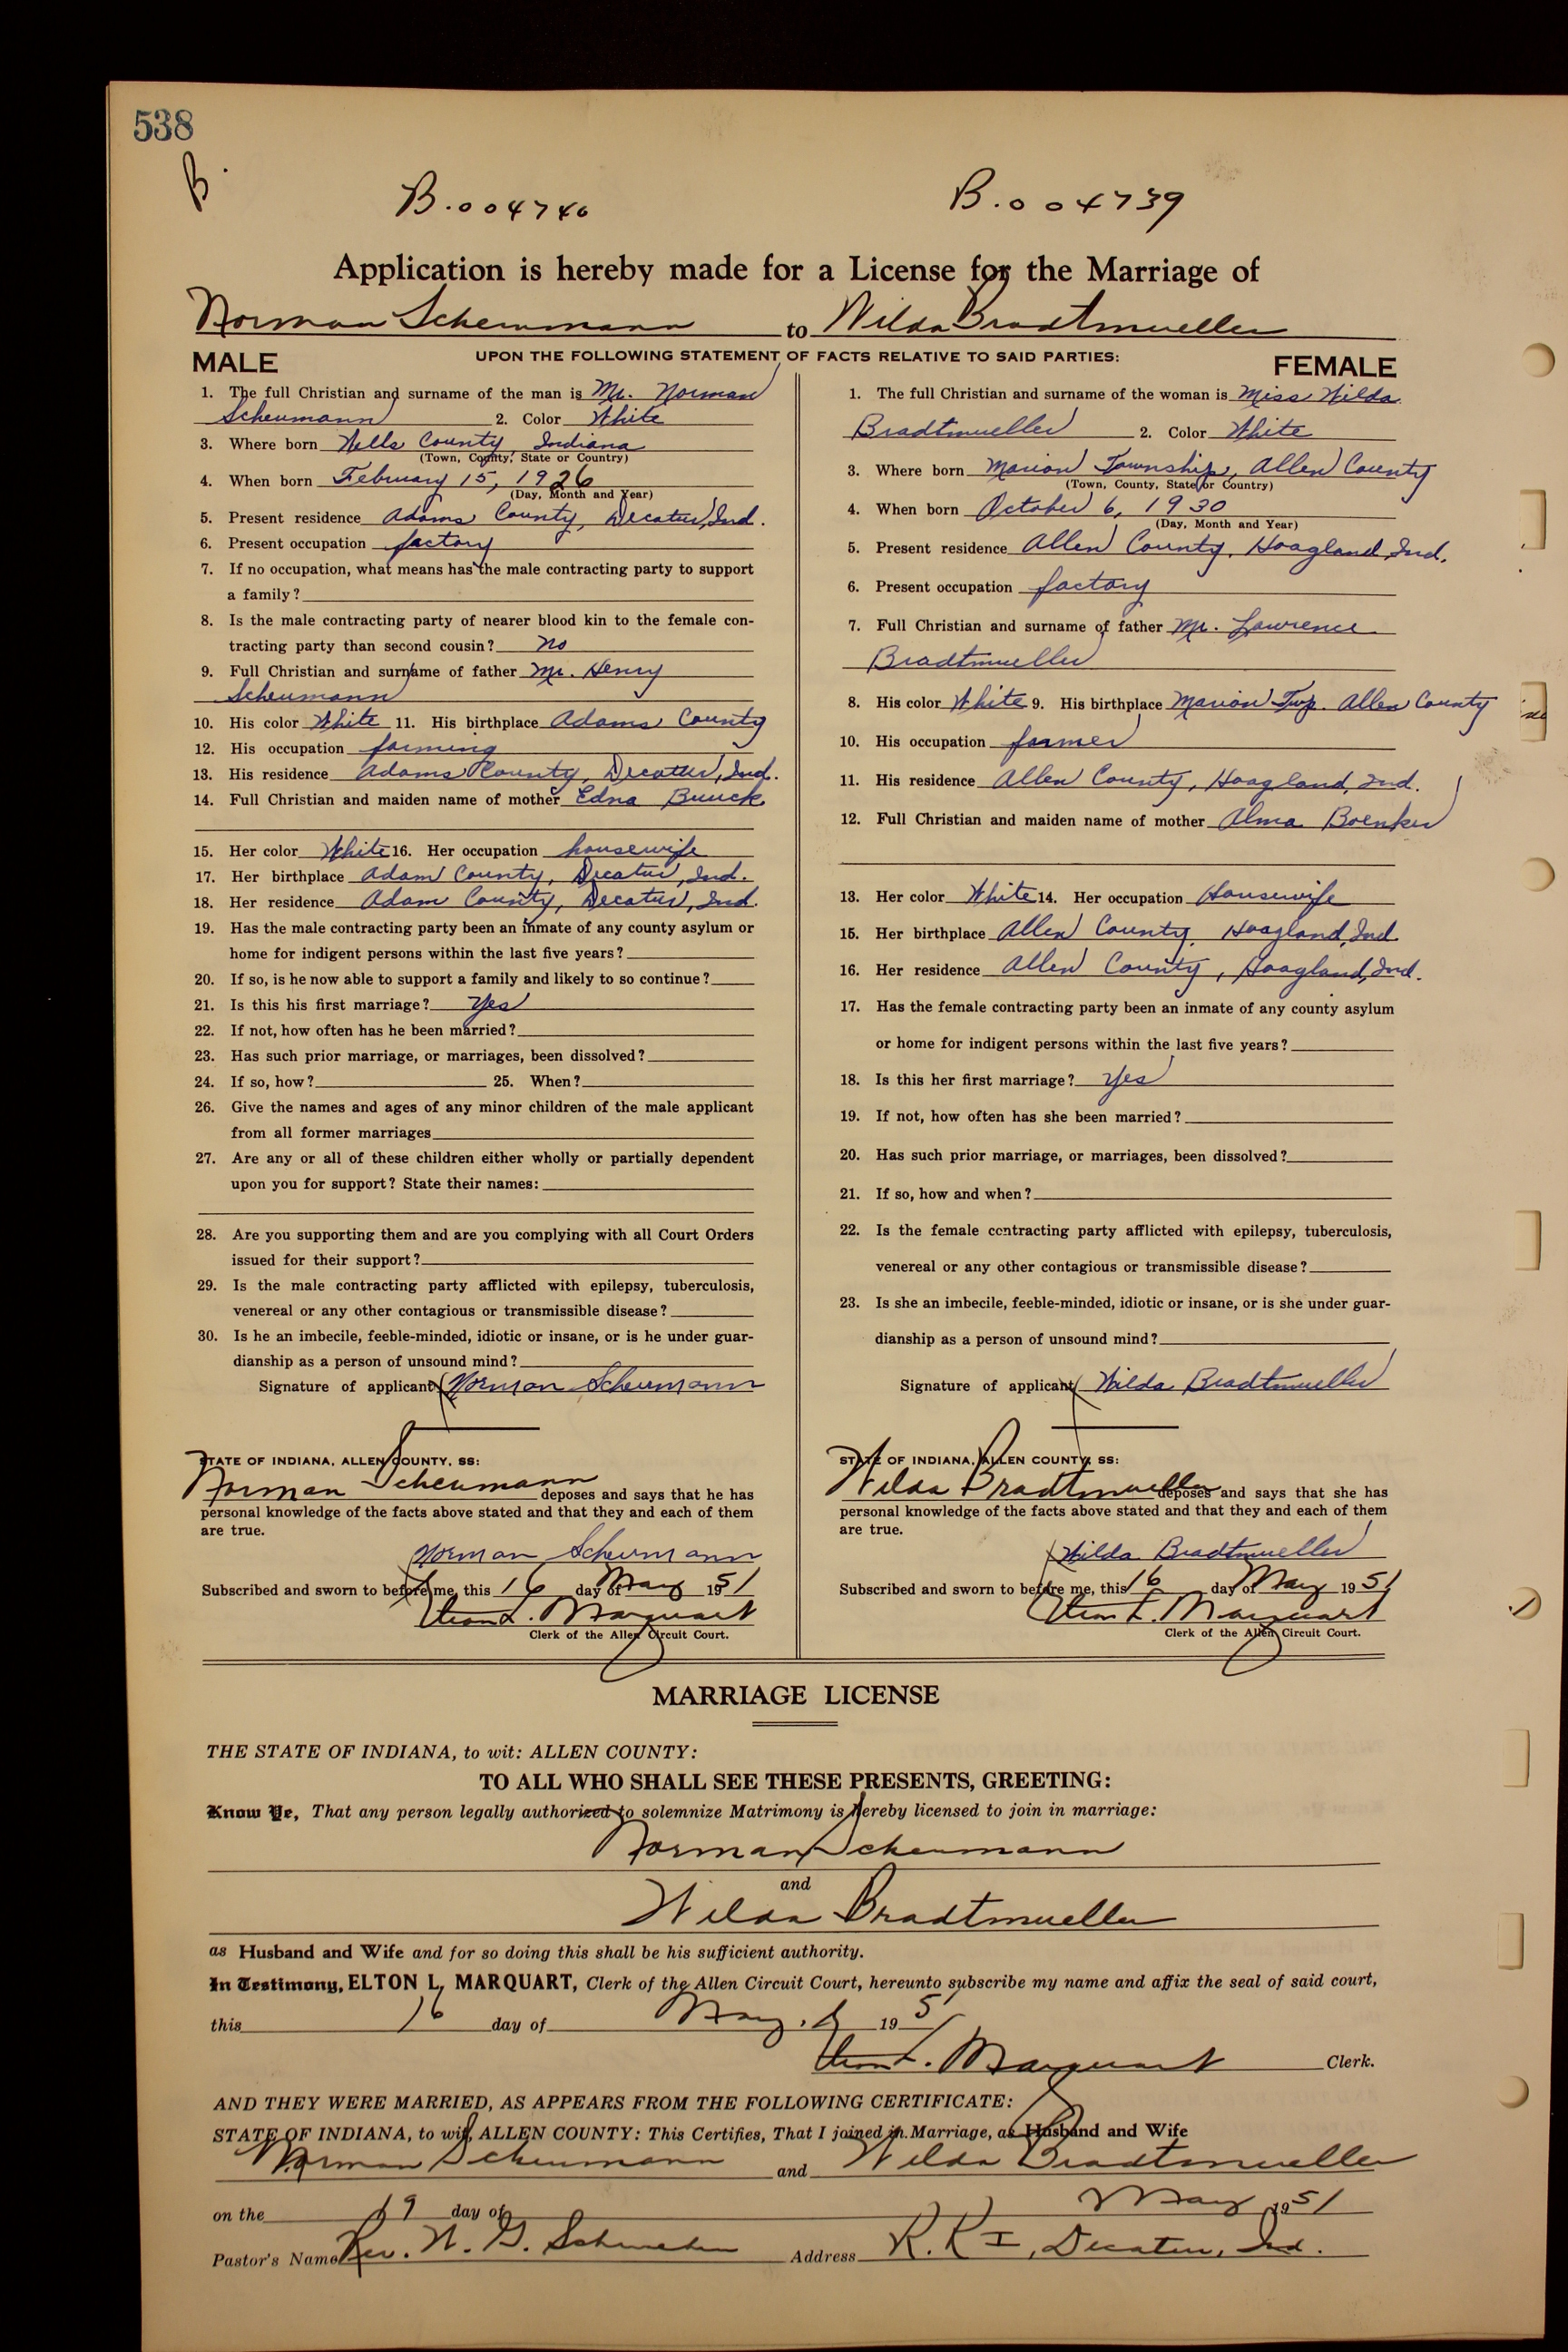 538
B.
B.004740 B.004739
Application is hereby made for a License for the Marriage of
Norman Scheumann to Wilda Bradtmueller
UPON THE FOLLOWING STATEMENT OF FACTS RELATIVE TO SAID PARTIES:
MALE
1. The full Christian and surname of the man is Mr. Norman
Scheumann 2. Color White
3. Where born Wells County, Indiana
(Town, County, State or Country)
4. When born February 15, 1926
(Day, Month and Year)
5. Present residence Adams County, Decatur, Ind.
6. Present occupation factory
7. If no occupation, what means has the male contracting party to support
a family?
8. Is the male contracting party of nearer blood kin to the female con-
tracting party than second cousin? no
9. Full Christian and surname of father Mr. Henry
Scheumann
10. His color White 11. His birthplace Adams County
12. His occupation farming
13. His residence Adams County, Decatur, Ind.
14. Full Christian and maiden name of mother Edna Buuck
15. Her color White 16. Her occupation housewife
17. Her birthplace Adam County, Decatur, Ind.
18. Her residence Adam County, Decatur, Ind.
19. Has the male contracting party been an inmate of any county asylum or
home for indigent persons within the last five years?
20. If so, is he now able to support a family and likely to so continue?
21. Is this his first marriage? Yes
22. If not, how often has he been married?
23. Has such prior marriage, or marriages, been dissolved?
24. If so, how? 25. When?
26. Give the names and ages of any minor children of the male applicant
from all former marriages
27. Are any or all of these children either wholly or partially dependent
upon you for support? State their names:
28. Are you supporting them and are you complying with all Court Orders
issued for their support?
29. Is the male contracting party afflicted with epilepsy, tuberculosis,
venereal or any other contagious or transmissible disease?
30. Is he an imbecile, feeble-minded, idiotic or insane, or is he under guar-
dianship as a person of unsound mind?
Signature of applicant Norman Scheumann
STATE OF INDIANA, ALLEN COUNTY, SS:
Norman Scheumann deposes and says that he has
personal knowledge of the facts above stated and that they and each of them
are true.
Norman Scheumann
Subscribed and sworn to before me, this 16 day of May 1951
Elton L. Marquart
Clerk of the Allen Circuit Court.
FEMALE
1. The full Christian and surname of the woman is Miss Wilda
Bradtmueller 2. Color White
3. Where born Marion Township, Allen County
(Town, County, State or Country)
4. When born October 6, 1930
(Day, Month and Year)
5. Present residence Allen County, Hoagland, Ind.
6. Present occupation factory
7. Full Christian and surname of father Mr. Lawrence
Bradtmueller
8. His color White 9. His birthplace Marion Twp. Allen County
10. His occupation farmer
11. His residence Allen County, Hoagland, Ind.
12. Full Christian and maiden name of mother Alma Boenker
13. Her color White 14. Her occupation Housewife
15. Her birthplace Allen County, Hoagland, Ind.
16. Her residence Allen County, Hoagland, Ind.
17. Has the female contracting party been an inmate of any county asylum
or home for indigent persons within the last five years?
18. Is this her first marriage? Yes
19. If not, how often has she been married?
20. Has such prior marriage, or marriages, been dissolved?
21. If so, how and when?
22. Is the female contracting party afflicted with epilepsy, tuberculosis,
venereal or any other contagious or transmissible disease?
23. Is she an imbecile, feeble-minded, idiotic or insane, or is she under guar-
dianship as a person of unsound mind?
Signature of applicant Wilda Bradtmueller
STATE OF INDIANA, ALLEN COUNTY, SS:
Wilda Bradtmueller deposes and says that she has
personal knowledge of the facts above stated and that they and each of them
are true.
Wilda Bradtmueller
Subscribed and sworn to before me, this 16 day of May 1951
Elton L. Marquart
Clerk of the Allen Circuit Court.
MARRIAGE LICENSE
THE STATE OF INDIANA, to wit: ALLEN COUNTY:
TO ALL WHO SHALL SEE THESE PRESENTS, GREETING:
Know Ye, That any person legally authorized to solemnize Matrimony is hereby licensed to join in marriage:
Norman Scheumann
and
Wilda Bradtmueller
as Husband and Wife and for so doing this shall be his sufficient authority.
In Testimony, ELTON L. MARQUART, Clerk of the Allen Circuit Court, hereunto subscribe my name and affix the seal of said court,
this 16 day of May 1951
Elton L. Marquart Clerk.
AND THEY WERE MARRIED, AS APPEARS FROM THE FOLLOWING CERTIFICATE:
STATE OF INDIANA, to wit, ALLEN COUNTY: This Certifies, That I joined in Marriage, as Husband and Wife
Norman Scheumann and Wilda Bradtmueller
on the 19 day of May 1951
Pastor's Name Rev. W. G. Address R. R 1, Decatur, Ind.